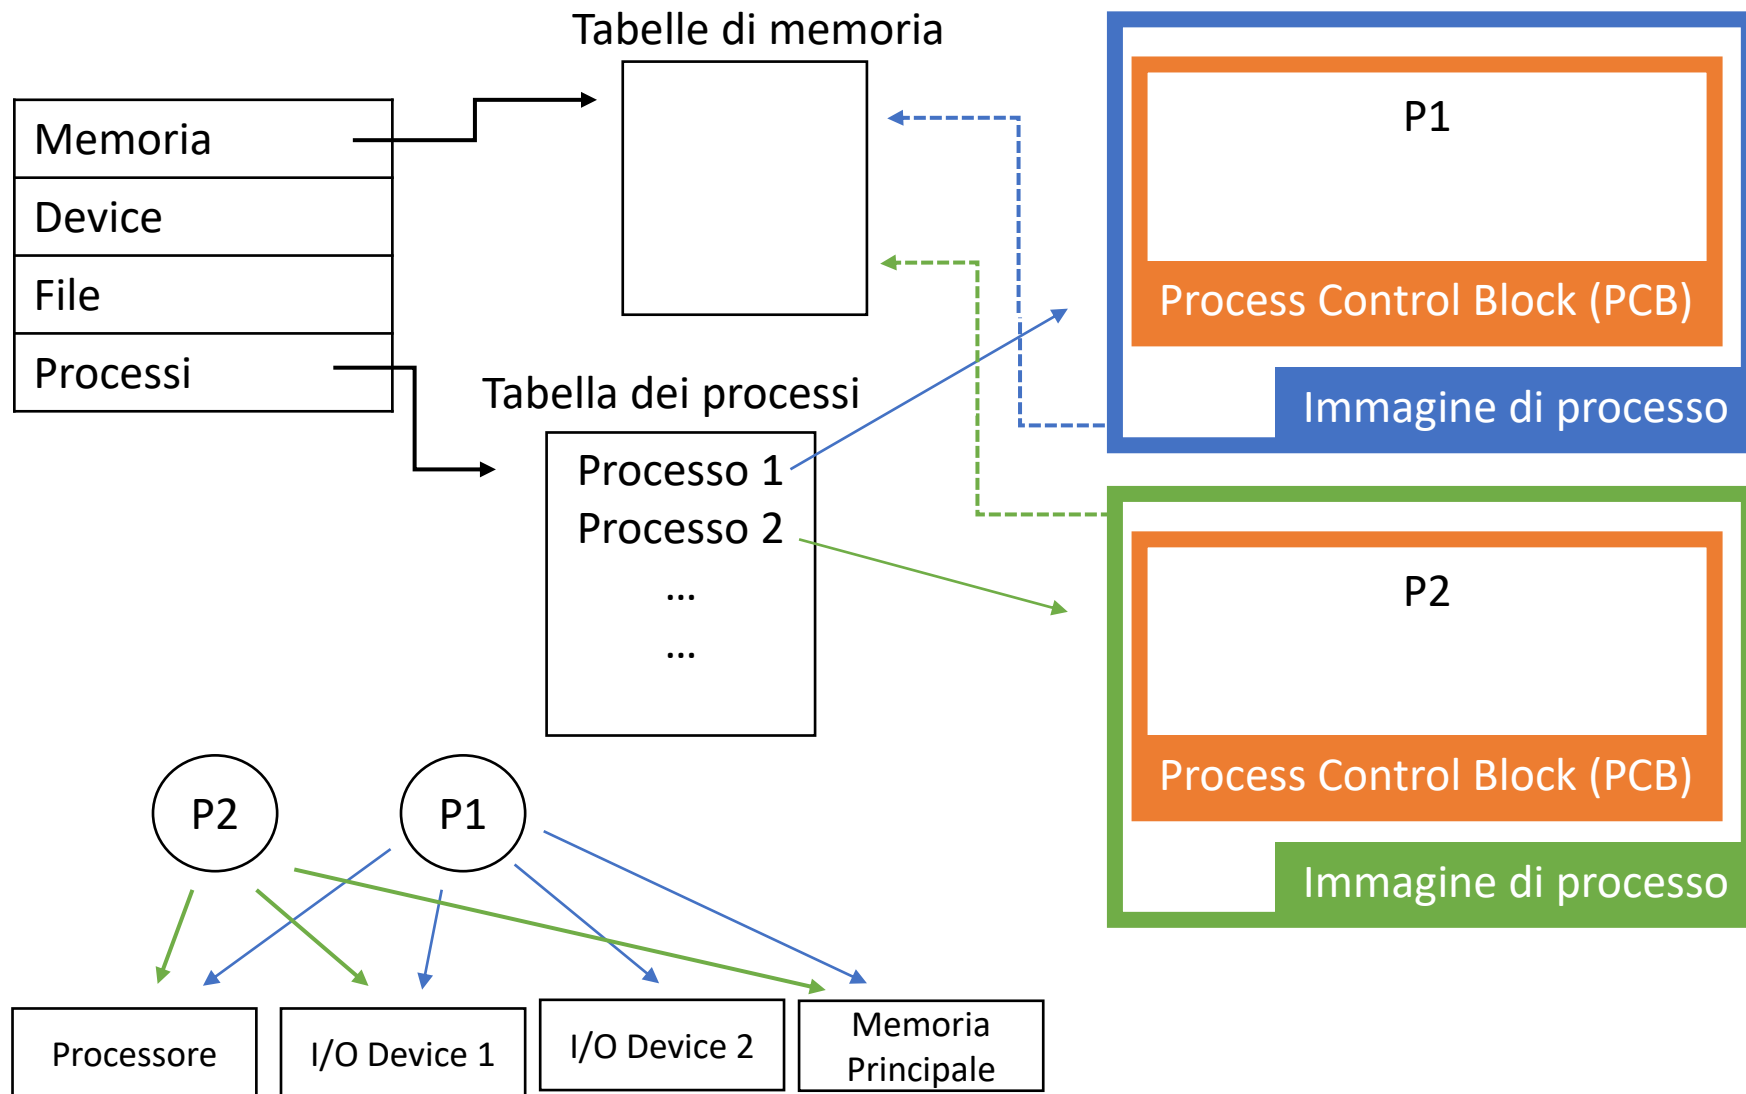 Tabelle di memoria
Memoria
Device
File
Processi
Tabella dei processi
Processo 1
Processo 2
...
...
P1
Process Control Block (PCB)
Immagine di processo
P2
Process Control Block (PCB)
Immagine di processo
P2
P1
Processore
I/O Device 1
I/O Device 2
Memoria
Principale